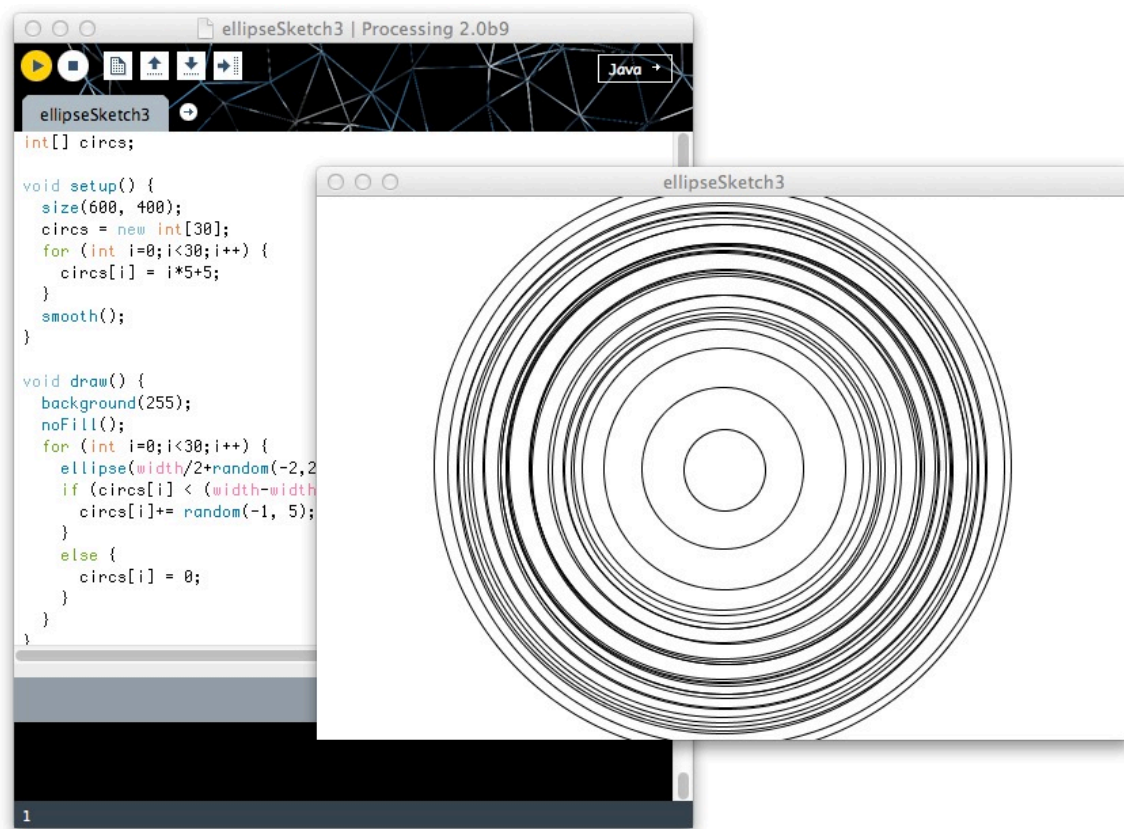 ellipseSketch3 | Processing 2.0b9
Java
ellipseSketch3
int[] circs;
void setup() {
size(600, 400);
circs = new int[30];
for (int i=0;i<30;i++) {
circs[i] = i*5+5;
}
smooth();
}
void draw() {
background(255);
noFill();
for (int i=0;i<30;i++) {
ellipse(width/2+random(-2,2
if (circs[i] < (width-width
circs[i]+= random(-1, 5);
}
else {
circs[i] = 0;
}
}
}
1
ellipseSketch3